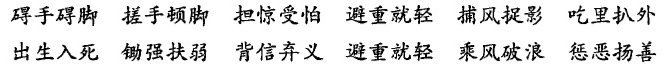 碍手碍脚 搓手顿脚 担惊受怕 避重就轻 捕风捉影 吃里扒外
出生入死 锄强扶弱 背信弃义 避重就轻 乘风破浪 惩恶扬善